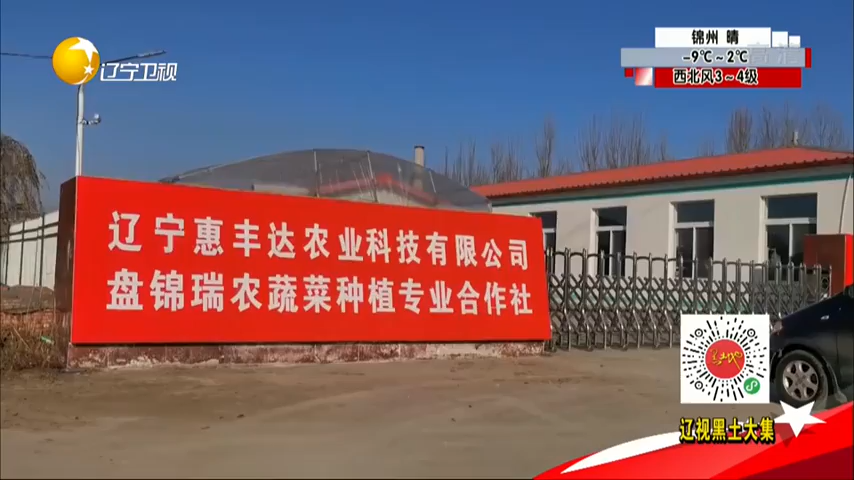 辽宁卫视
锦州 晴
-9℃~2℃
西北风3~4级
辽宁惠丰达农业科技有限公司
盘锦瑞农蔬菜种植专业合作社
辽视黑土大集